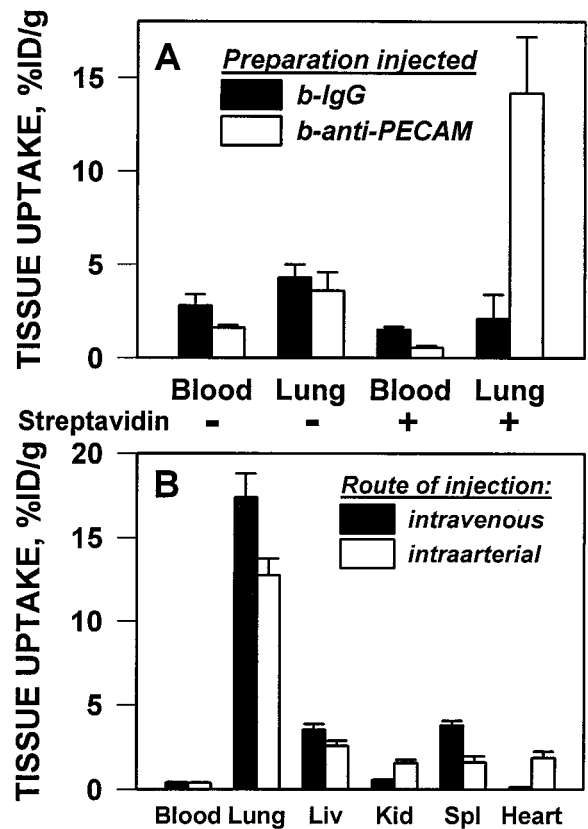 TISSUE UPTAKE, %ID/g
15
10
5
0
A
Preparation injected
b-IgG
b-anti-PECAM
Blood Lung Blood Lung
Streptavidin - - + +
TISSUE UPTAKE, %ID/g
20
15
10
5
0
B
Route of injection:
intravenous
intraarterial
Blood Lung Liv Kid Spl Heart